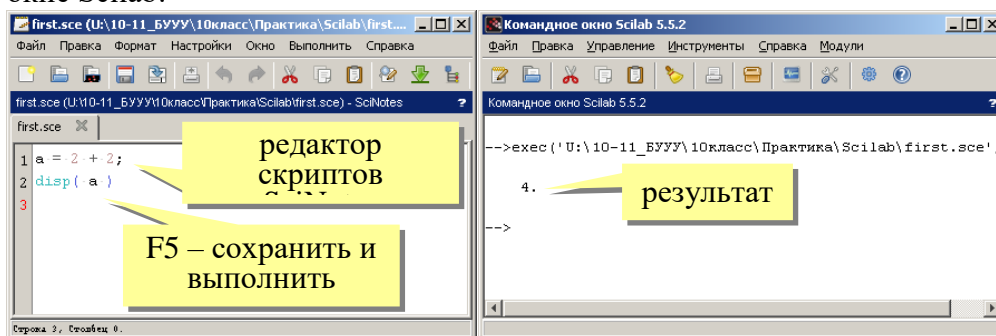 окне Scilab.
first.sce (U:\10-11_БУУУ\10класс\Практика\Scilab\first....
Файл Правка Формат Настройки Окно Выполнить Справка
first.sce (U:\10-11_БУУУ\10класс\Практика\Scilab\first.sce) - SciNotes ?
first.sce
1 a = 2 + 2;
2 disp( a )
3
редактор
скриптов
F5 – сохранить и
выполнить
Строка 3, Столбец 0.
Командное окно Scilab 5.5.2
Файл Правка Управление Инструменты Справка Модули
Командное окно Scilab 5.5.2 ?
-->exec('U:\10-11_БУУУ\10класс\Практика\Scilab\first.sce',
4.
результат
-->